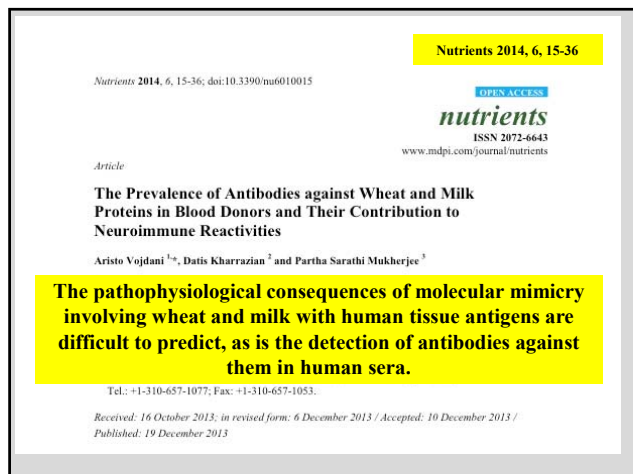 Nutrients 2014, 6, 15-36
Nutrients 2014, 6, 15-36; doi:10.3390/nu6010015
OPEN ACCESS
nutrients
ISSN 2072-6643
www.mdpi.com/journal/nutrients
Article
The Prevalence of Antibodies against Wheat and Milk
Proteins in Blood Donors and Their Contribution to
Neuroimmune Reactivities
Aristo Vojdani 1,*, Datis Kharrazian 2 and Partha Sarathi Mukherjee 3
The pathophysiological consequences of molecular mimicry
involving wheat and milk with human tissue antigens are
difficult to predict, as is the detection of antibodies against
them in human sera.
Tel.: +1-310-657-1077; Fax: +1-310-657-1053.
Received: 16 October 2013; in revised form: 6 December 2013 / Accepted: 10 December 2013 /
Published: 19 December 2013